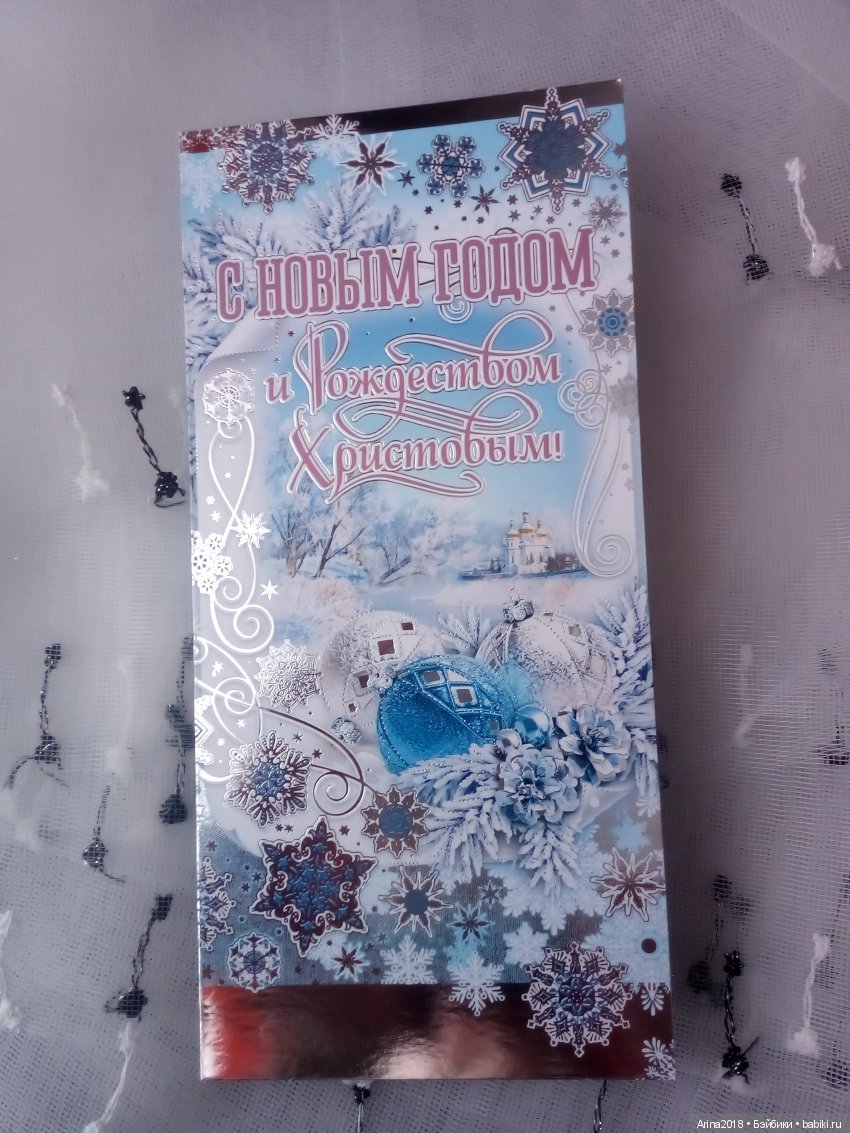 С НОВЫМ ГОДОМ
и Рождеством
Христовым!
Arina2018 • Бэйбики • babiki.ru